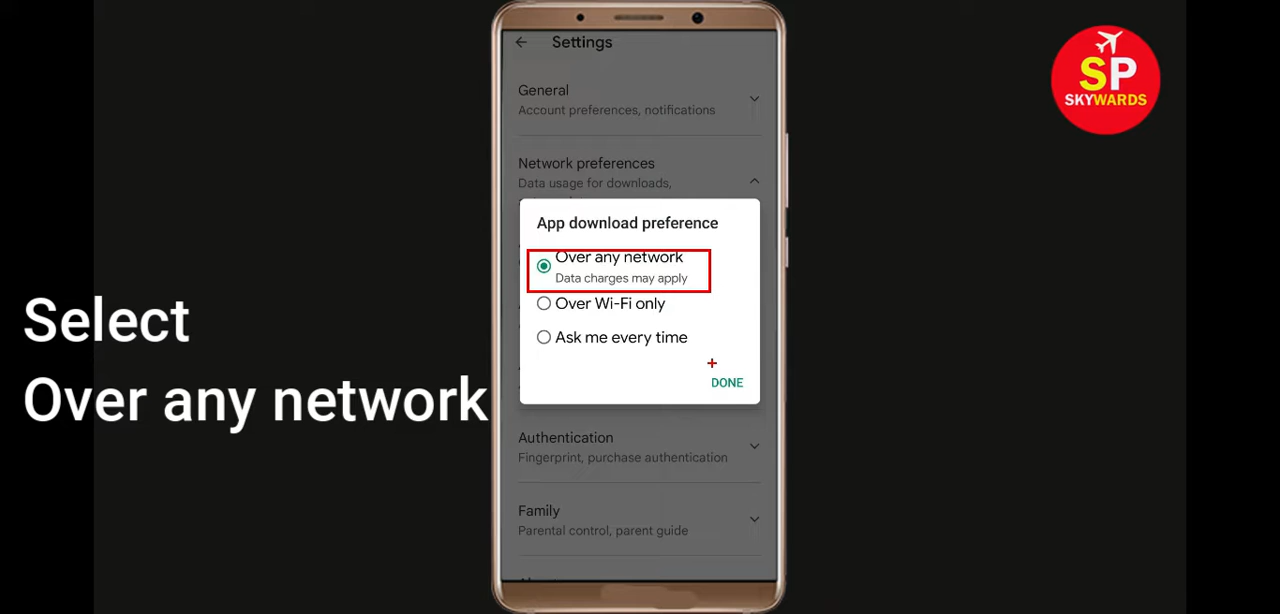 Settings
General
Account preferences, notifications
Network preferences
Data usage for downloads,
App download preference
Over any network
Data charges may apply
Over Wi-Fi only
Ask me every time
DONE
Authentication
Fingerprint, purchase authentication
Family
Parental control, parent guide
Select
Over any network
SP
SKYWARDS